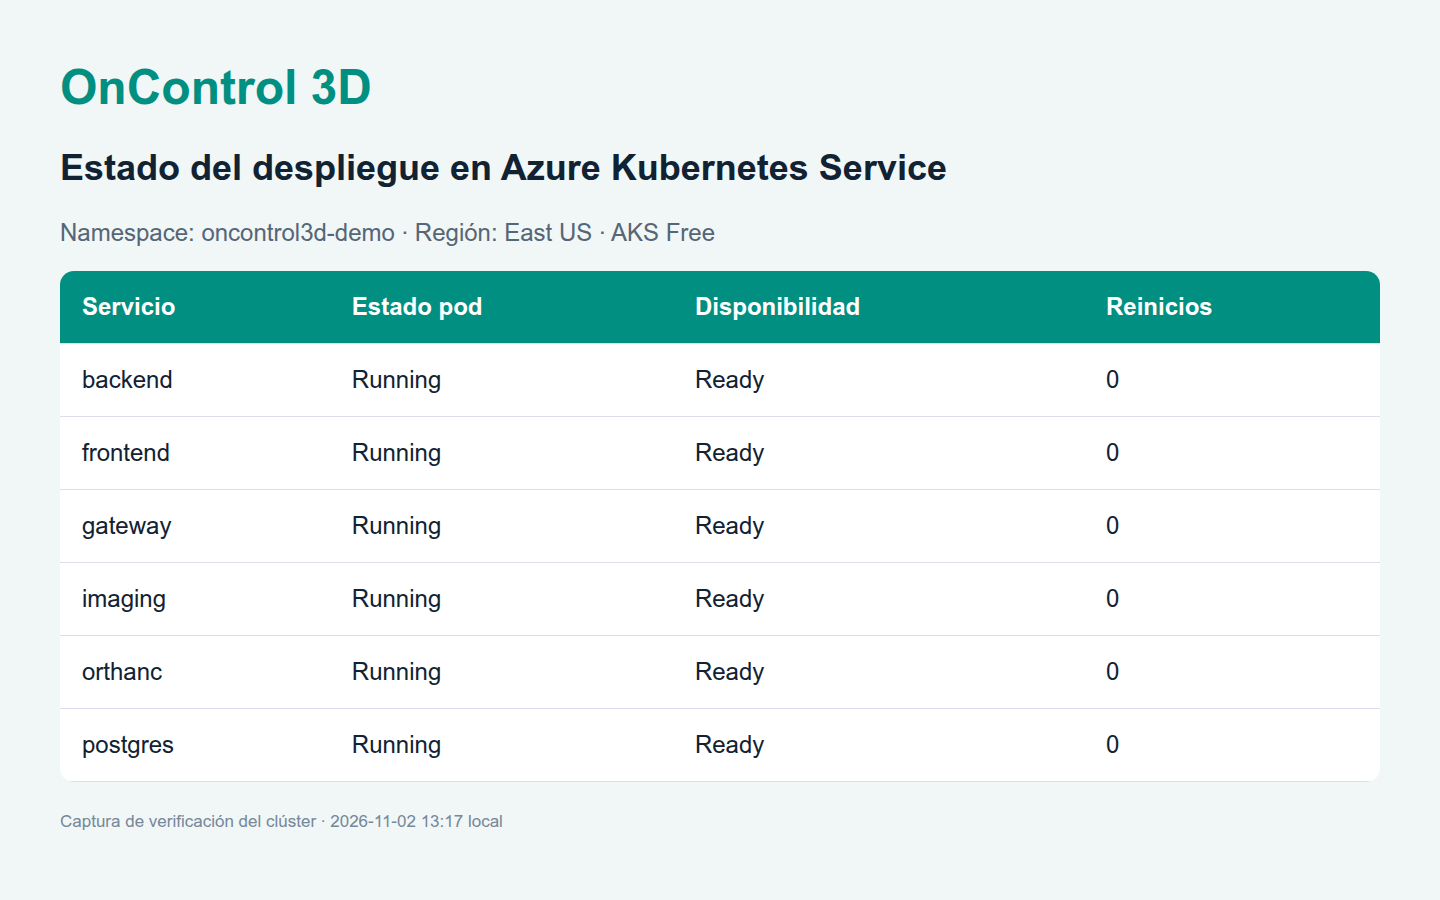 OnControl 3D
Estado del despliegue en Azure Kubernetes Service
Namespace: oncontrol3d-demo · Región: East US · AKS Free
Servicio Estado pod Disponibilidad Reinicios
backend Running Ready 0
frontend Running Ready 0
gateway Running Ready 0
imaging Running Ready 0
orthanc Running Ready 0
postgres Running Ready 0
Captura de verificación del clúster · 2026-11-02 13:17 local